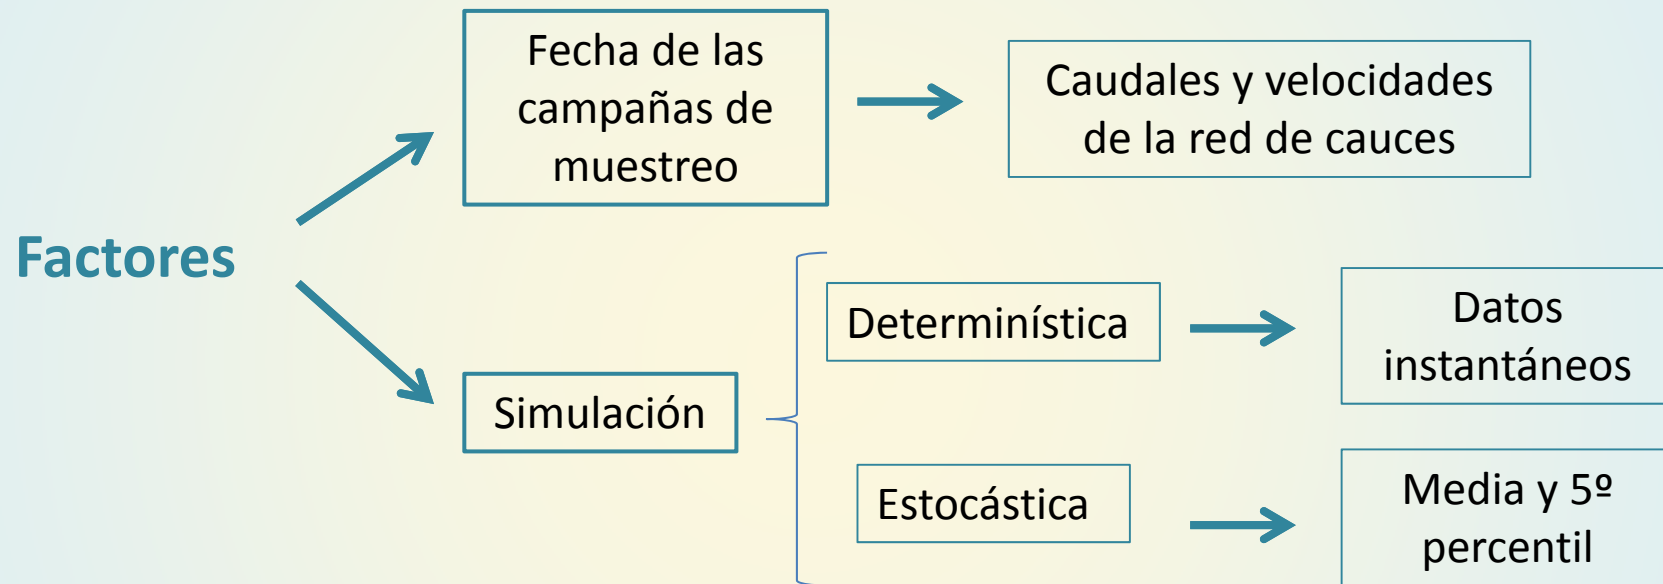 Fecha de las
campañas de
muestreo
Caudales y velocidades
de la red de cauces
Factores
Determinística
Datos
instantáneos
Simulación
Estocástica
Media y 5º
percentil